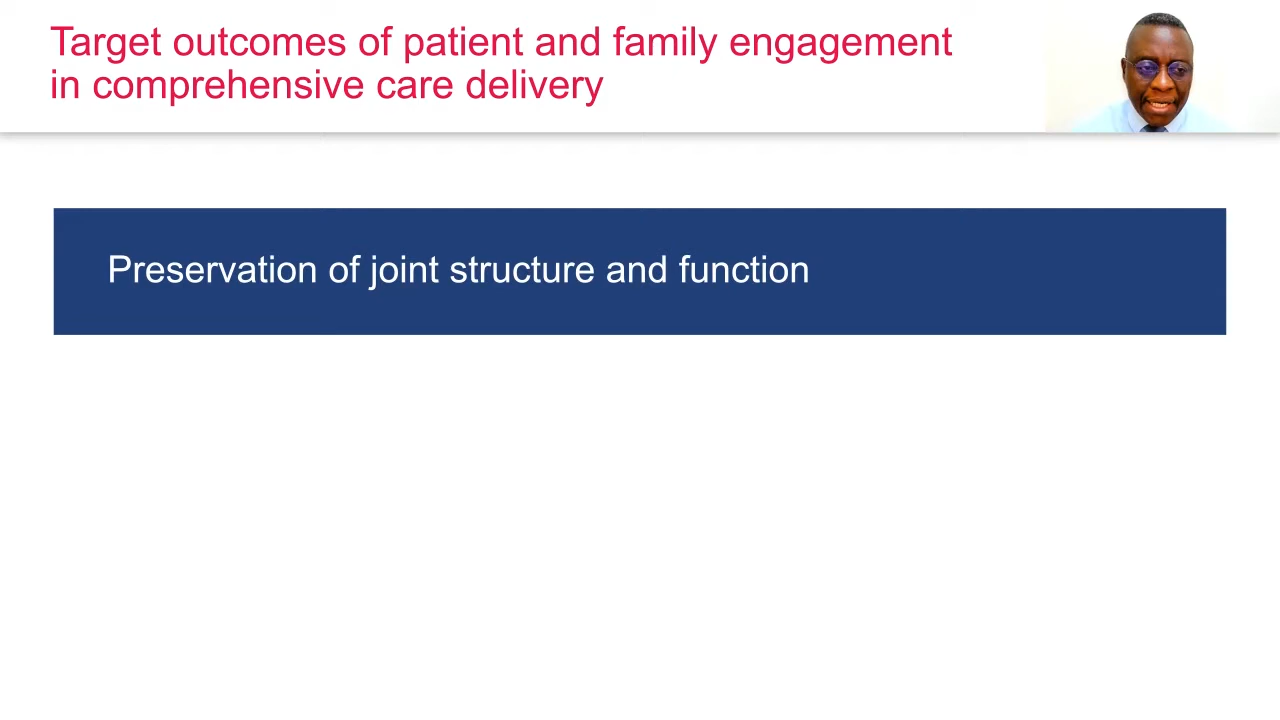 Target outcomes of patient and family engagement
in comprehensive care delivery
Preservation of joint structure and function